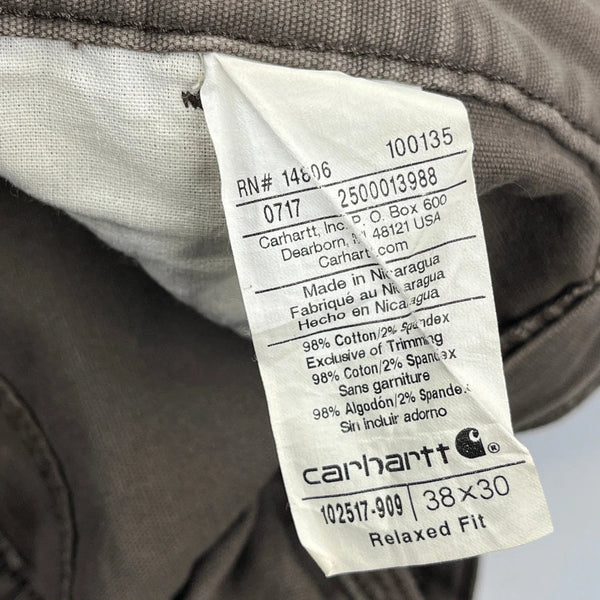 RN# 14806 100135
0717 2500013988
Carhartt, Inc. P. O. Box 600
Dearborn, MI 48121 USA
Carhartt.com
Made in Nicaragua
Fabriqué au Nicaragua
Hecho en Nicaragua
98% Cotton/2% Spandex
Exclusive of Trimming
98% Coton/2% Spandex
Sans garniture
98% Algodón/2% Spandex
Sin incluir adorno
carhartt ®
102517-909 38×30
Relaxed Fit